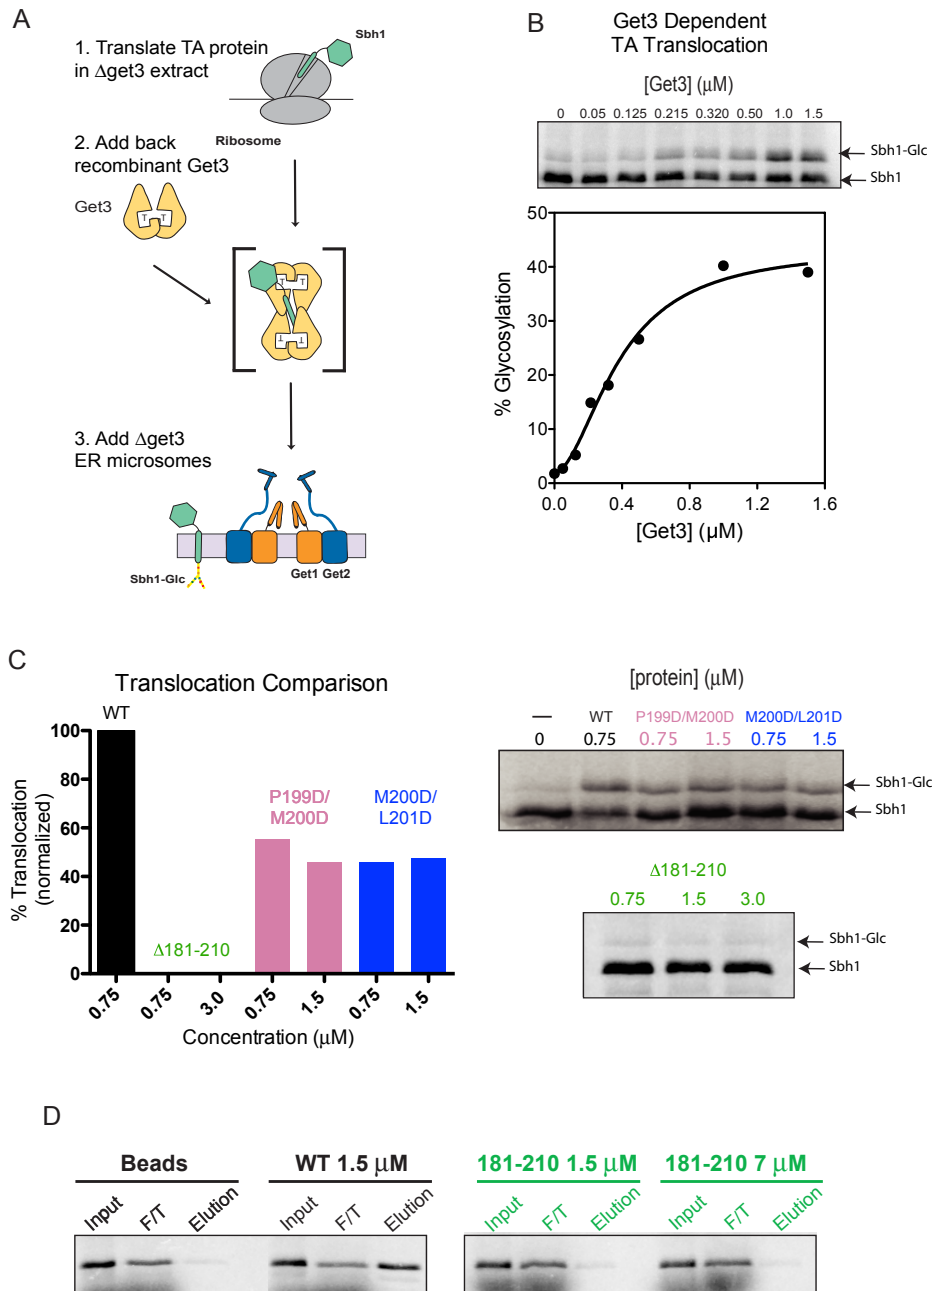 A
1. Translate TA protein
in Δget3 extract
Sbh1
Ribosome
2. Add back
recombinant Get3
Get3
T T
T T
T T
3. Add Δget3
ER microsomes
Sbh1-Glc
Get1 Get2
B
Get3 Dependent
TA Translocation
[Get3] (μM)
0 0.05 0.125 0.215 0.320 0.50 1.0 1.5
Sbh1-Glc
Sbh1
% Glycosylation
50
40
30
20
10
0
0.0 0.4 0.8 1.2 1.6
[Get3] (μM)
C
Translocation Comparison
% Translocation
(normalized)
100
80
60
40
20
0
WT
Δ181-210
P199D/
M200D
M200D/
L201D
0.75 0.75 3.0 0.75 1.5 0.75 1.5
Concentration (μM)
[protein] (μM)
— WT P199D/M200D M200D/L201D
0 0.75 0.75 1.5 0.75 1.5
Sbh1-Glc
Sbh1
Δ181-210
0.75 1.5 3.0
Sbh1-Glc
Sbh1
D
Beads WT 1.5 μM 181-210 1.5 μM 181-210 7 μM
Input F/T Elution Input F/T Elution Input F/T Elution Input F/T Elution